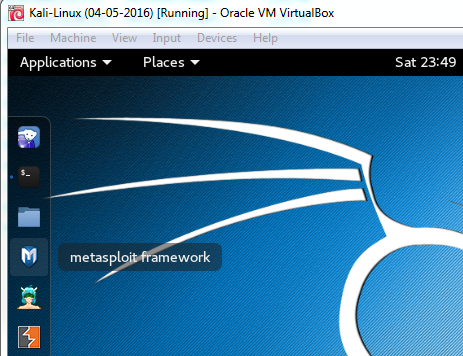 Kali-Linux (04-05-2016) [Running] - Oracle VM VirtualBox
File Machine View Input Devices Help
Applications Places Sat 23:49
$_
metasploit framework